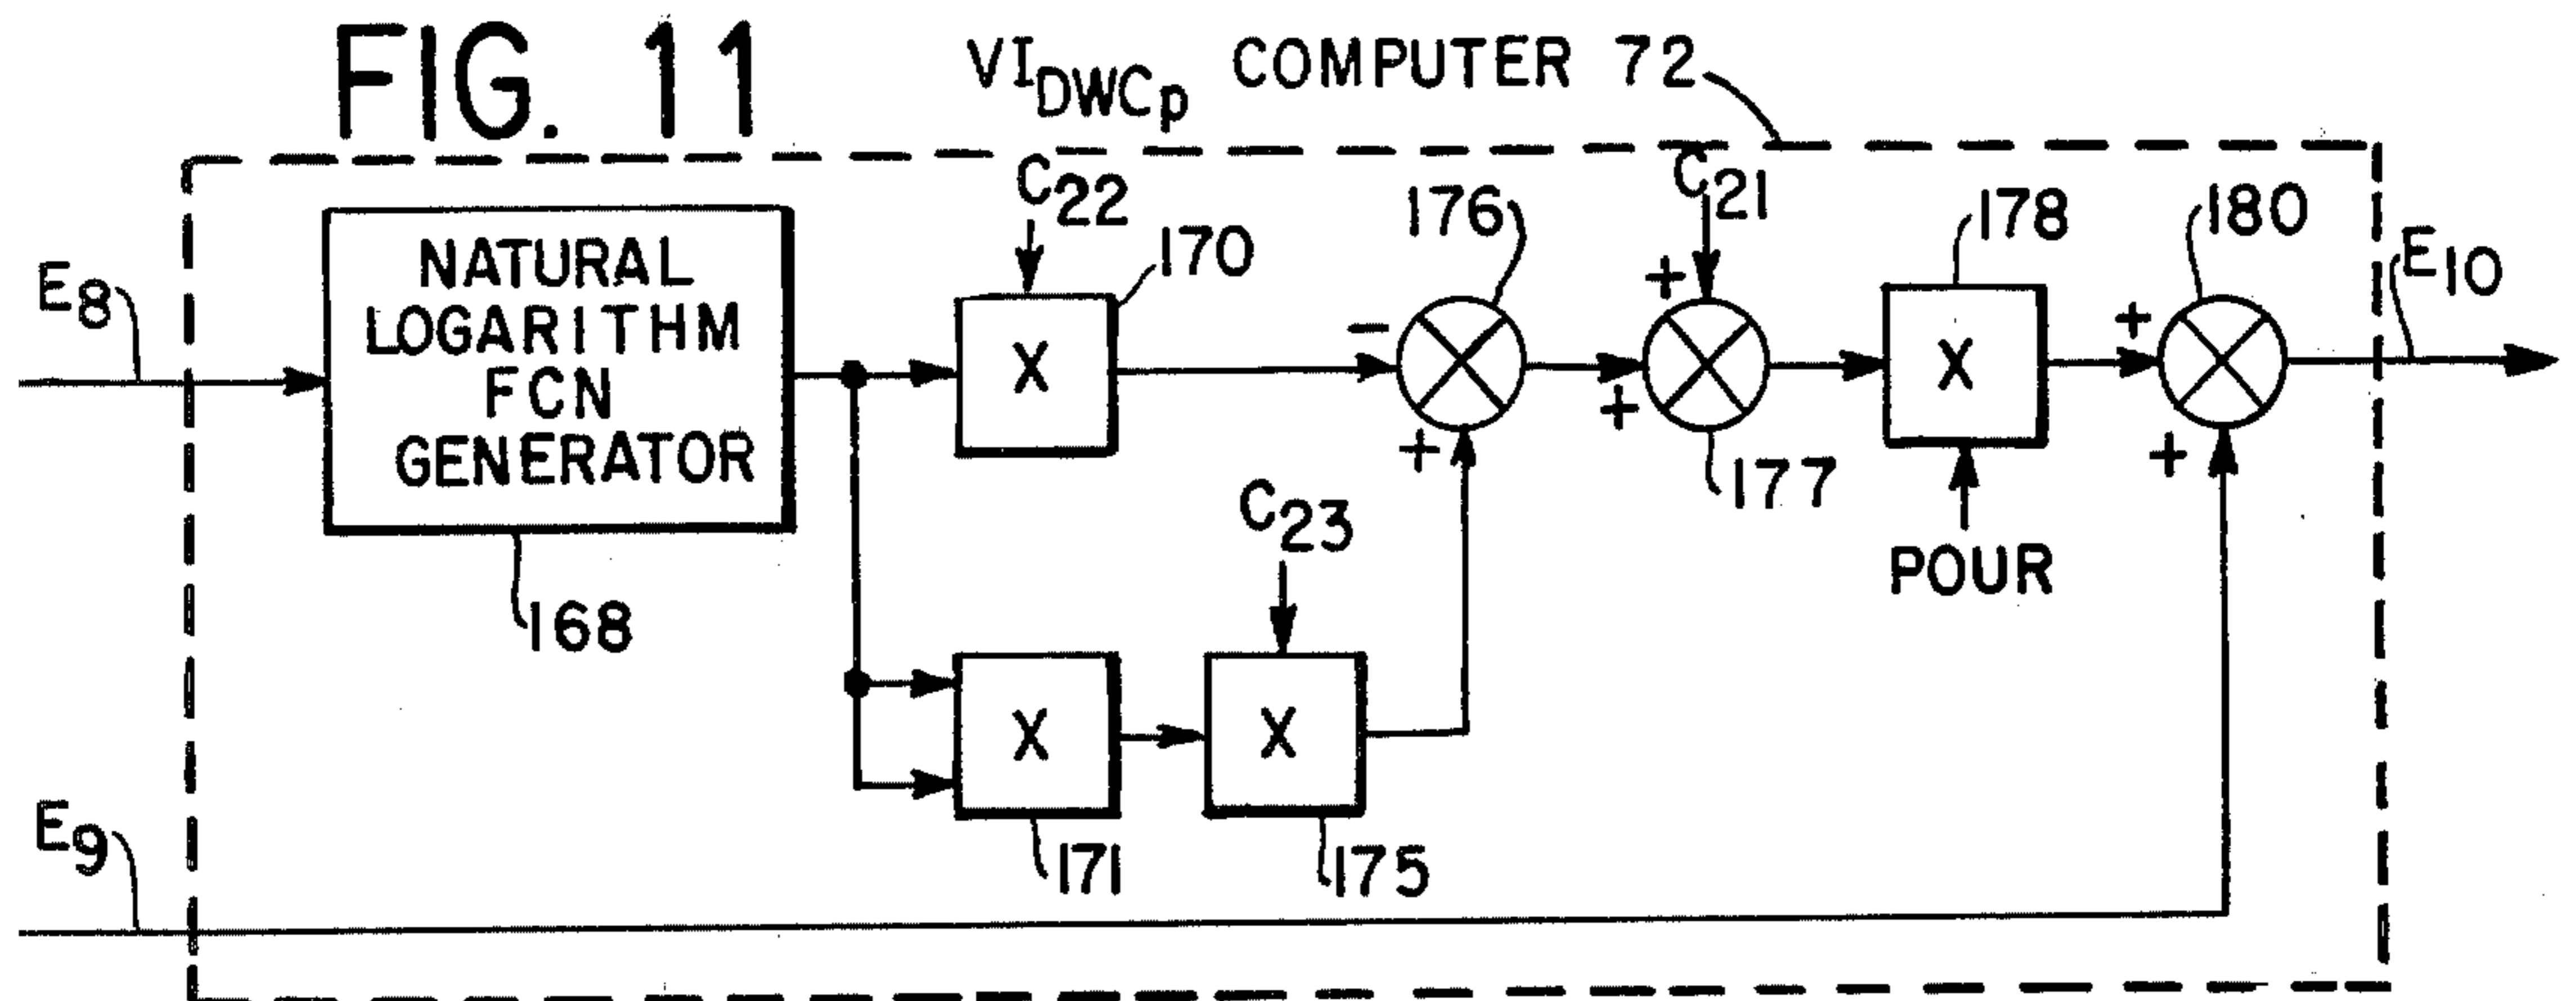 FIG. 11
VI_DWCp COMPUTER 72
E8
NATURAL
LOGARITHM
FCN
GENERATOR
168
C22
X
170
176
C21
178
X
180
E10
-
+
+
+
177
+
+
POUR
C23
X
171
X
175
E9